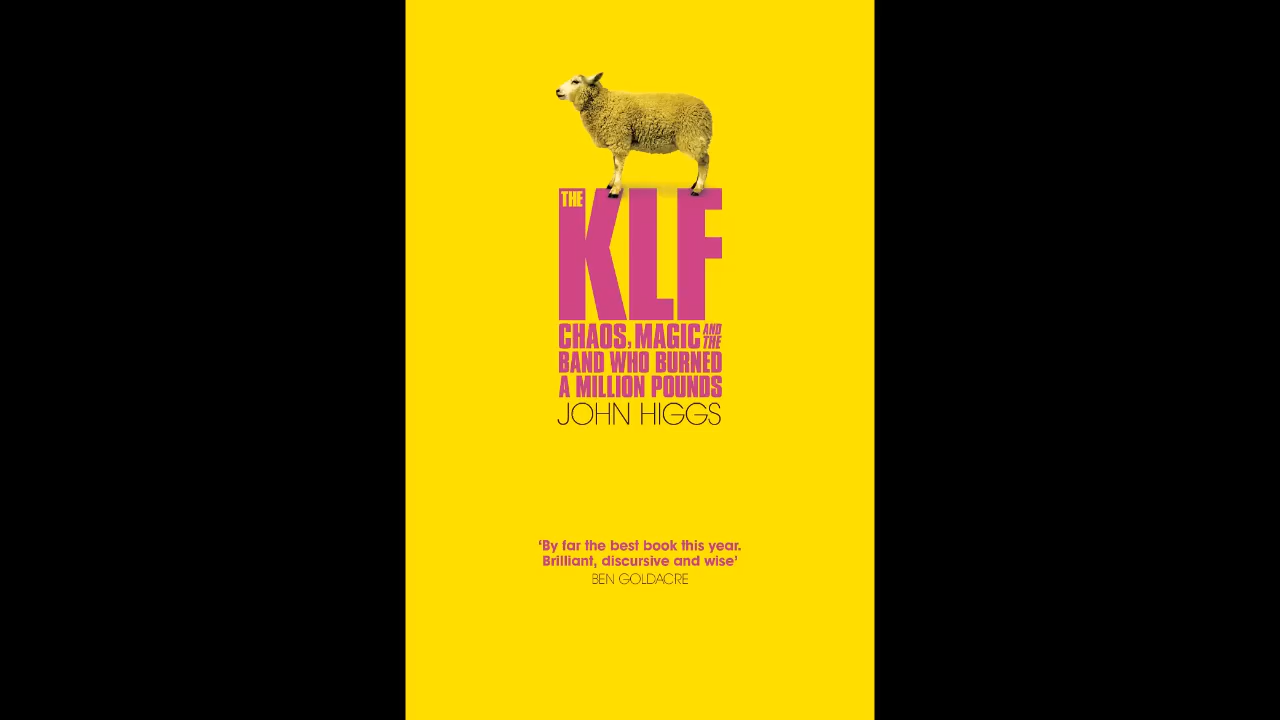 THE
KLF
CHAOS, MAGIC AND THE
BAND WHO BURNED
A MILLION POUNDS
JOHN HIGGS
‘By far the best book this year.
Brilliant, discursive and wise’
BEN GOLDACRE